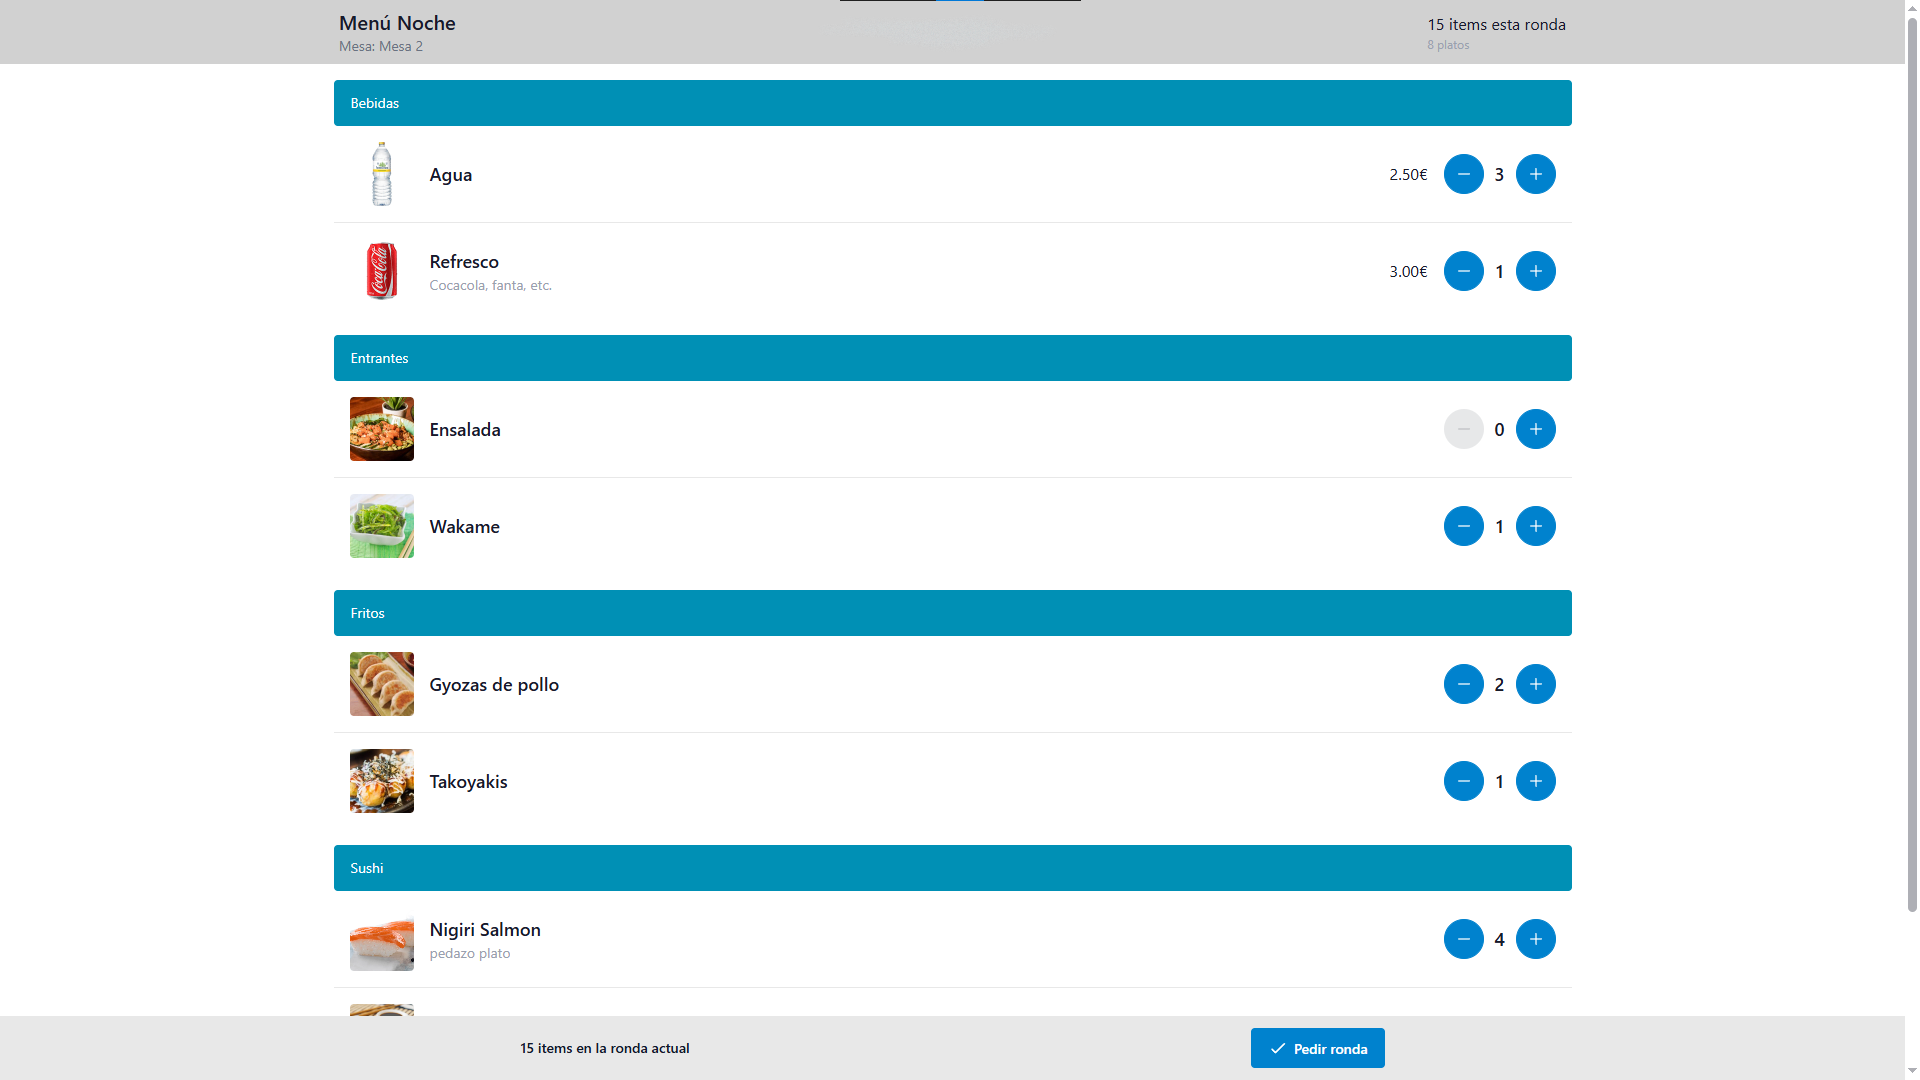 Menú Noche
Mesa: Mesa 2
15 items esta ronda
8 platos
Bebidas
Agua
2.50€
3
Refresco
Cocacola, fanta, etc.
3.00€
1
Coca-Cola
Entrantes
Ensalada
0
Wakame
1
Fritos
Gyozas de pollo
2
Takoyakis
1
Sushi
Nigiri Salmon
pedazo plato
4
15 items en la ronda actual
Pedir ronda